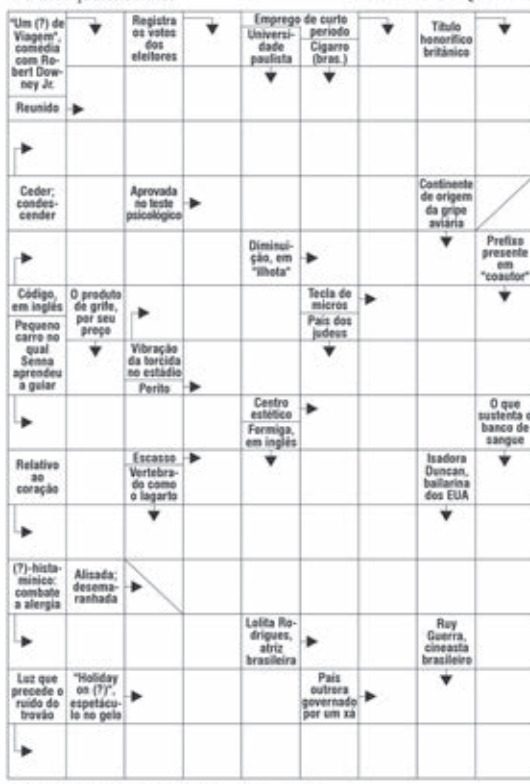 "Um (?) de
Viagem",
comédia
com Ro-
bert Dow-
ney Jr.
Registra
os votos
dos
eleitores
Emprego de curto
período
Universi-
dade
paulista
Cigarro
(bras.)
Título
honorífico
britânico
Reunido
Ceder;
condes-
cender
Aprovada
no teste
psicológico
Continente
de origem
da gripe
aviária
Diminui-
ção, em
"ilhota"
Prefixo
presente
em
"coautor"
Código,
em inglês
Pequeno
carro no
qual
Senna
aprendeu
a guiar
O produto
de grife,
por seu
preço
Tecla de
micros
País dos
judeus
Vibração
da torcida
no estádio
Perito
Centro
estético
Formiga,
em inglês
O que
sustenta o
banco de
sangue
Relativo
ao
coração
Escasso
Vertebra-
do como
o lagarto
Isadora
Duncan,
bailarina
dos EUA
(?)-hista-
mínico:
combate
a alergia
Alisada;
desema-
ranhada
Lolita Ro-
drigues,
atriz
brasileira
Ruy
Guerra,
cineasta
brasileiro
Luz que
precede o
ruído do
trovão
"Holiday
on (?)",
espetácu-
lo no gelo
País
outrora
governado
por um xá